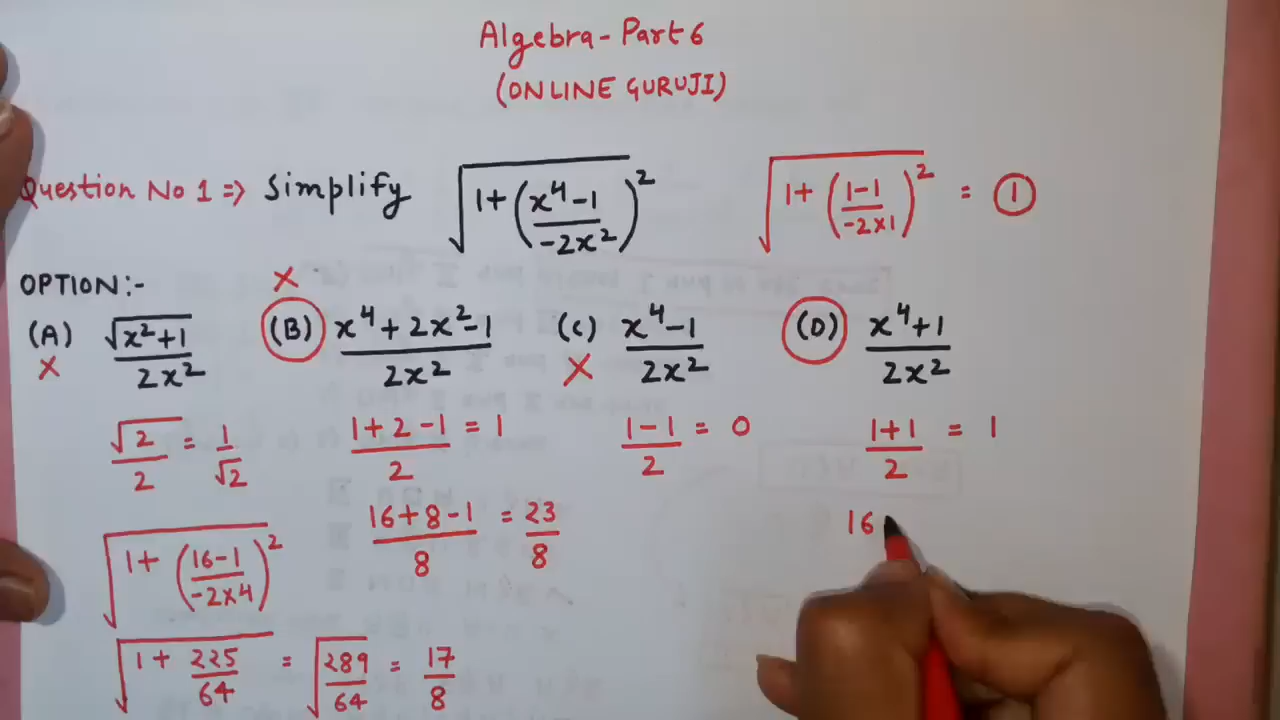 Algebra - Part 6
(ONLINE GURUJI)
Question No 1 => Simplify √(1+((x⁴-1)/(-2x²))²) √(1+((1-1)/(-2×1))²) = ①
OPTION:-
×
(A) √(x²+1)/2x² (B) (x⁴+2x²-1)/2x² (C) (x⁴-1)/2x² (D) (x⁴+1)/2x²
× ×
√2/2 = 1/√2 (1+2-1)/2 = 1 (1-1)/2 = 0 (1+1)/2 = 1
(16+8-1)/8 = 23/8 16
√(1+((16-1)/(-2×4))²)
√(1+225/64) = √(289/64) = 17/8